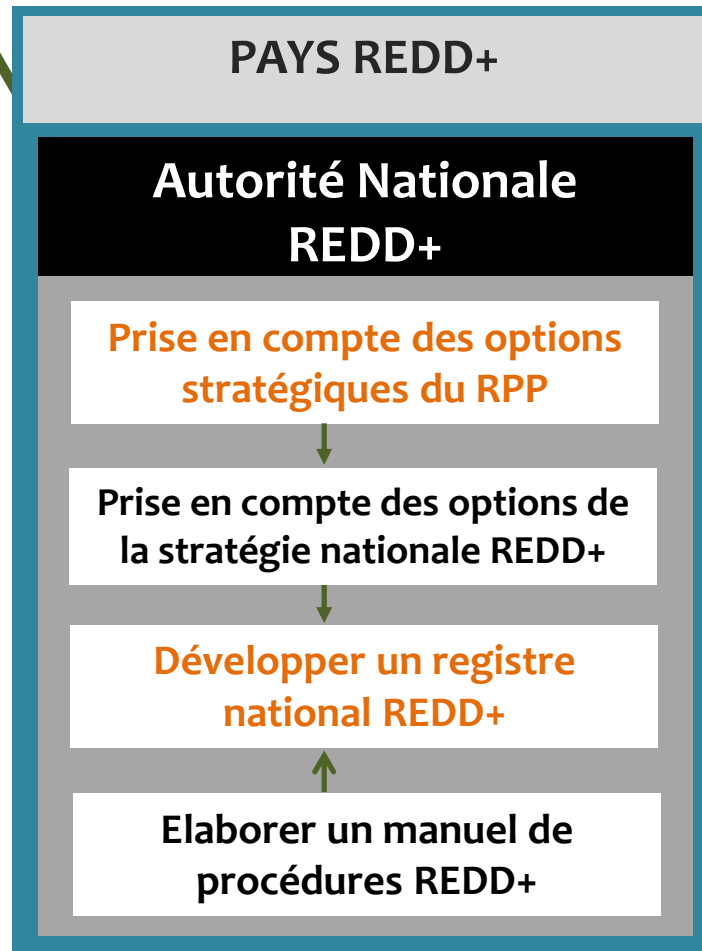 PAYS REDD+
Autorité Nationale
REDD+
Prise en compte des options
stratégiques du RPP
Prise en compte des options de
la stratégie nationale REDD+
Développer un registre
national REDD+
Elaborer un manuel de
procédures REDD+